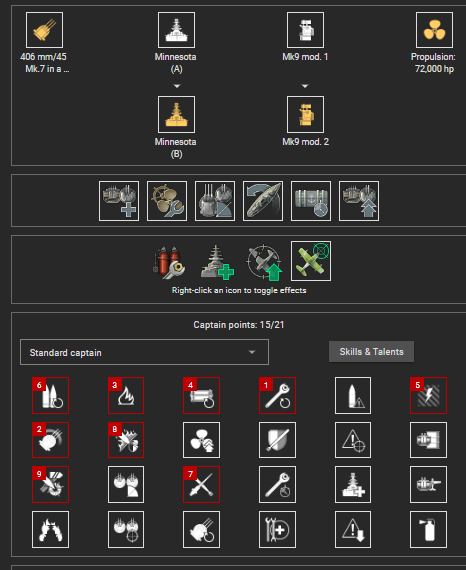 406 mm/45
Mk.7 in a ...
Minnesota
(A)
Mk9 mod. 1
Propulsion:
72,000 hp
Minnesota
(B)
Mk9 mod. 2
Right-click an icon to toggle effects
Captain points: 15/21
Standard captain
Skills & Talents
6
3
4
1
5
2
8
9
7